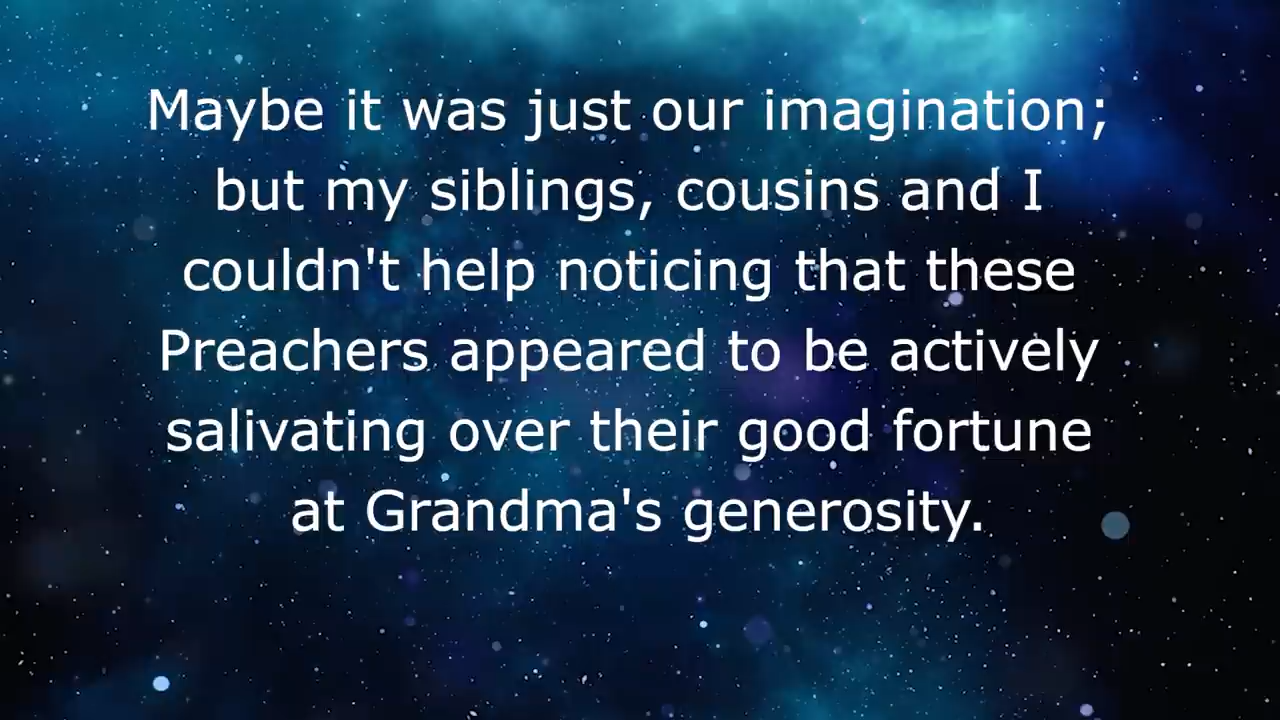 Maybe it was just our imagination;
but my siblings, cousins and I
couldn't help noticing that these
Preachers appeared to be actively
salivating over their good fortune
at Grandma's generosity.